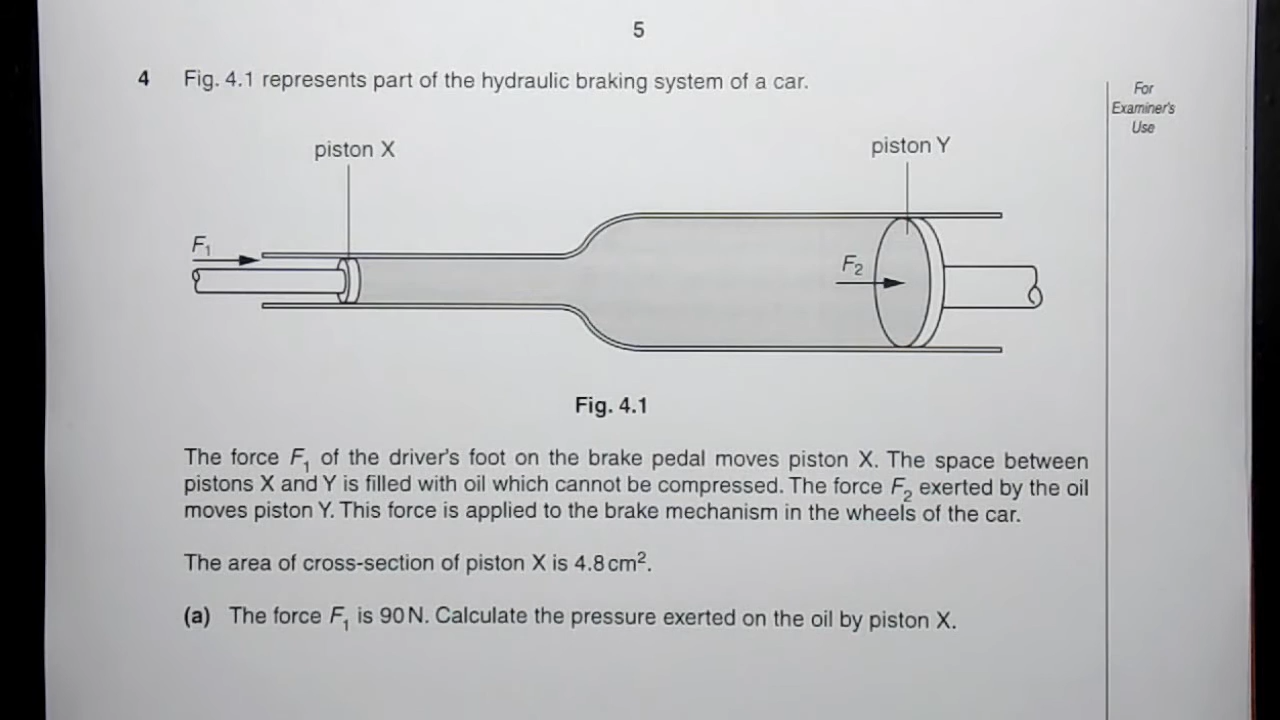 5
4 Fig. 4.1 represents part of the hydraulic braking system of a car.
For
Examiner's
Use
piston X
piston Y
F₁
F₂
Fig. 4.1
The force F₁ of the driver's foot on the brake pedal moves piston X. The space between
pistons X and Y is filled with oil which cannot be compressed. The force F₂ exerted by the oil
moves piston Y. This force is applied to the brake mechanism in the wheels of the car.
The area of cross-section of piston X is 4.8 cm².
(a) The force F₁ is 90 N. Calculate the pressure exerted on the oil by piston X.